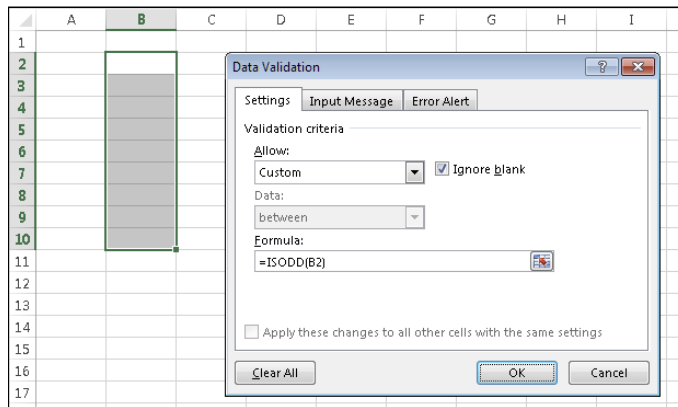 A B C D E F G H I
1
2
3
4
5
6
7
8
9
10
11
12
13
14
15
16
17
Data Validation
Settings Input Message Error Alert
Validation criteria
Allow:
Custom Ignore blank
Data:
between
Formula:
=ISODD(B2)
Apply these changes to all other cells with the same settings
Clear All OK Cancel